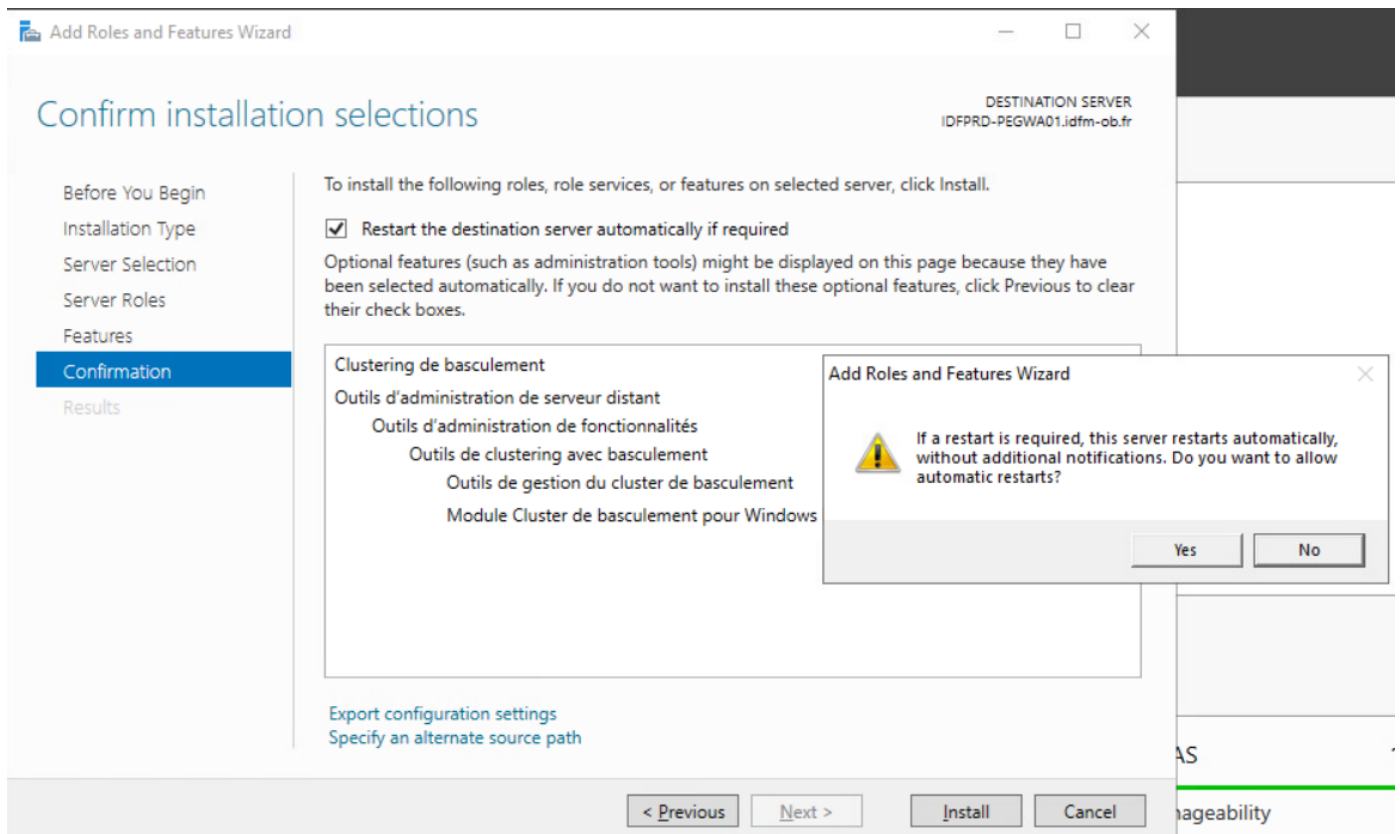 Add Roles and Features Wizard
Confirm installation selections
DESTINATION SERVER
IDFPRD-PEGWA01.idfm-ob.fr
Before You Begin
Installation Type
Server Selection
Server Roles
Features
Confirmation
Results
To install the following roles, role services, or features on selected server, click Install.
Restart the destination server automatically if required
Optional features (such as administration tools) might be displayed on this page because they have
been selected automatically. If you do not want to install these optional features, click Previous to clear
their check boxes.
Clustering de basculement
Outils d'administration de serveur distant
Outils d'administration de fonctionnalités
Outils de clustering avec basculement
Outils de gestion du cluster de basculement
Module Cluster de basculement pour Windows
Add Roles and Features Wizard
If a restart is required, this server restarts automatically,
without additional notifications. Do you want to allow
automatic restarts?
Yes
No
Export configuration settings
Specify an alternate source path
< Previous
Next >
Install
Cancel
AS
nageability